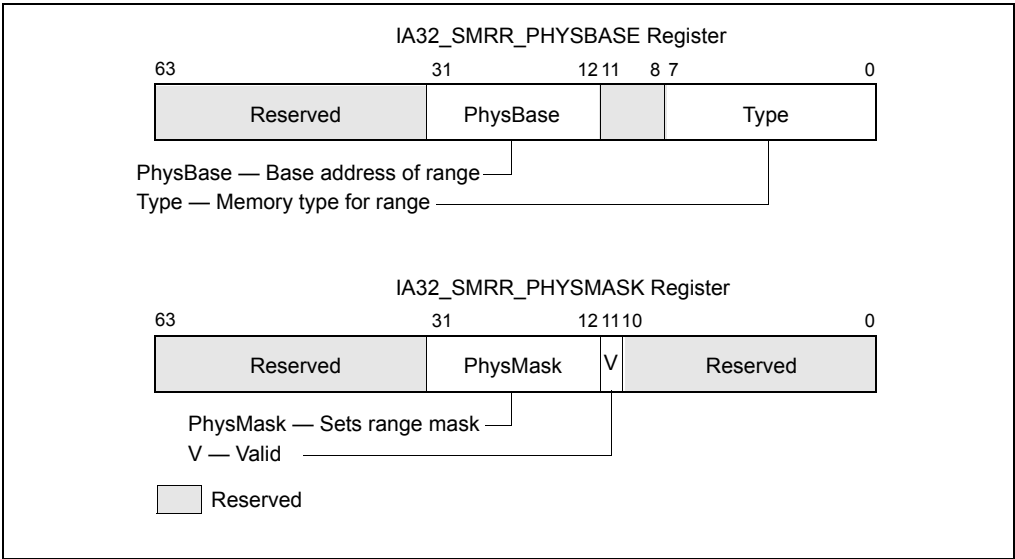 IA32_SMRR_PHYSBASE Register
63 31 12 11 8 7 0
Reserved PhysBase Type
PhysBase — Base address of range
Type — Memory type for range
IA32_SMRR_PHYSMASK Register
63 31 12 11 10 0
Reserved PhysMask V Reserved
PhysMask — Sets range mask
V — Valid
Reserved